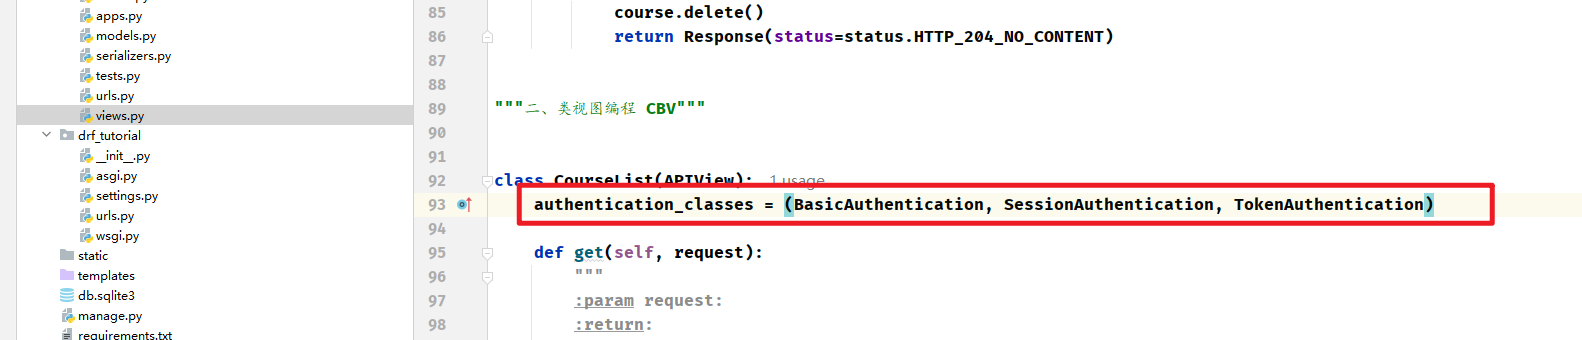 apps.py
models.py
serializers.py
tests.py
urls.py
views.py
drf_tutorial
__init__.py
asgi.py
settings.py
urls.py
wsgi.py
static
templates
db.sqlite3
manage.py
requirements.txt
85 course.delete()
86 return Response(status=status.HTTP_204_NO_CONTENT)
87
88
89 """二、类视图编程 CBV"""
90
91
92 class CourseList(APIView): 1 usage
93 authentication_classes = (BasicAuthentication, SessionAuthentication, TokenAuthentication)
94
95 def get(self, request):
96 """
97 :param request:
98 :return: